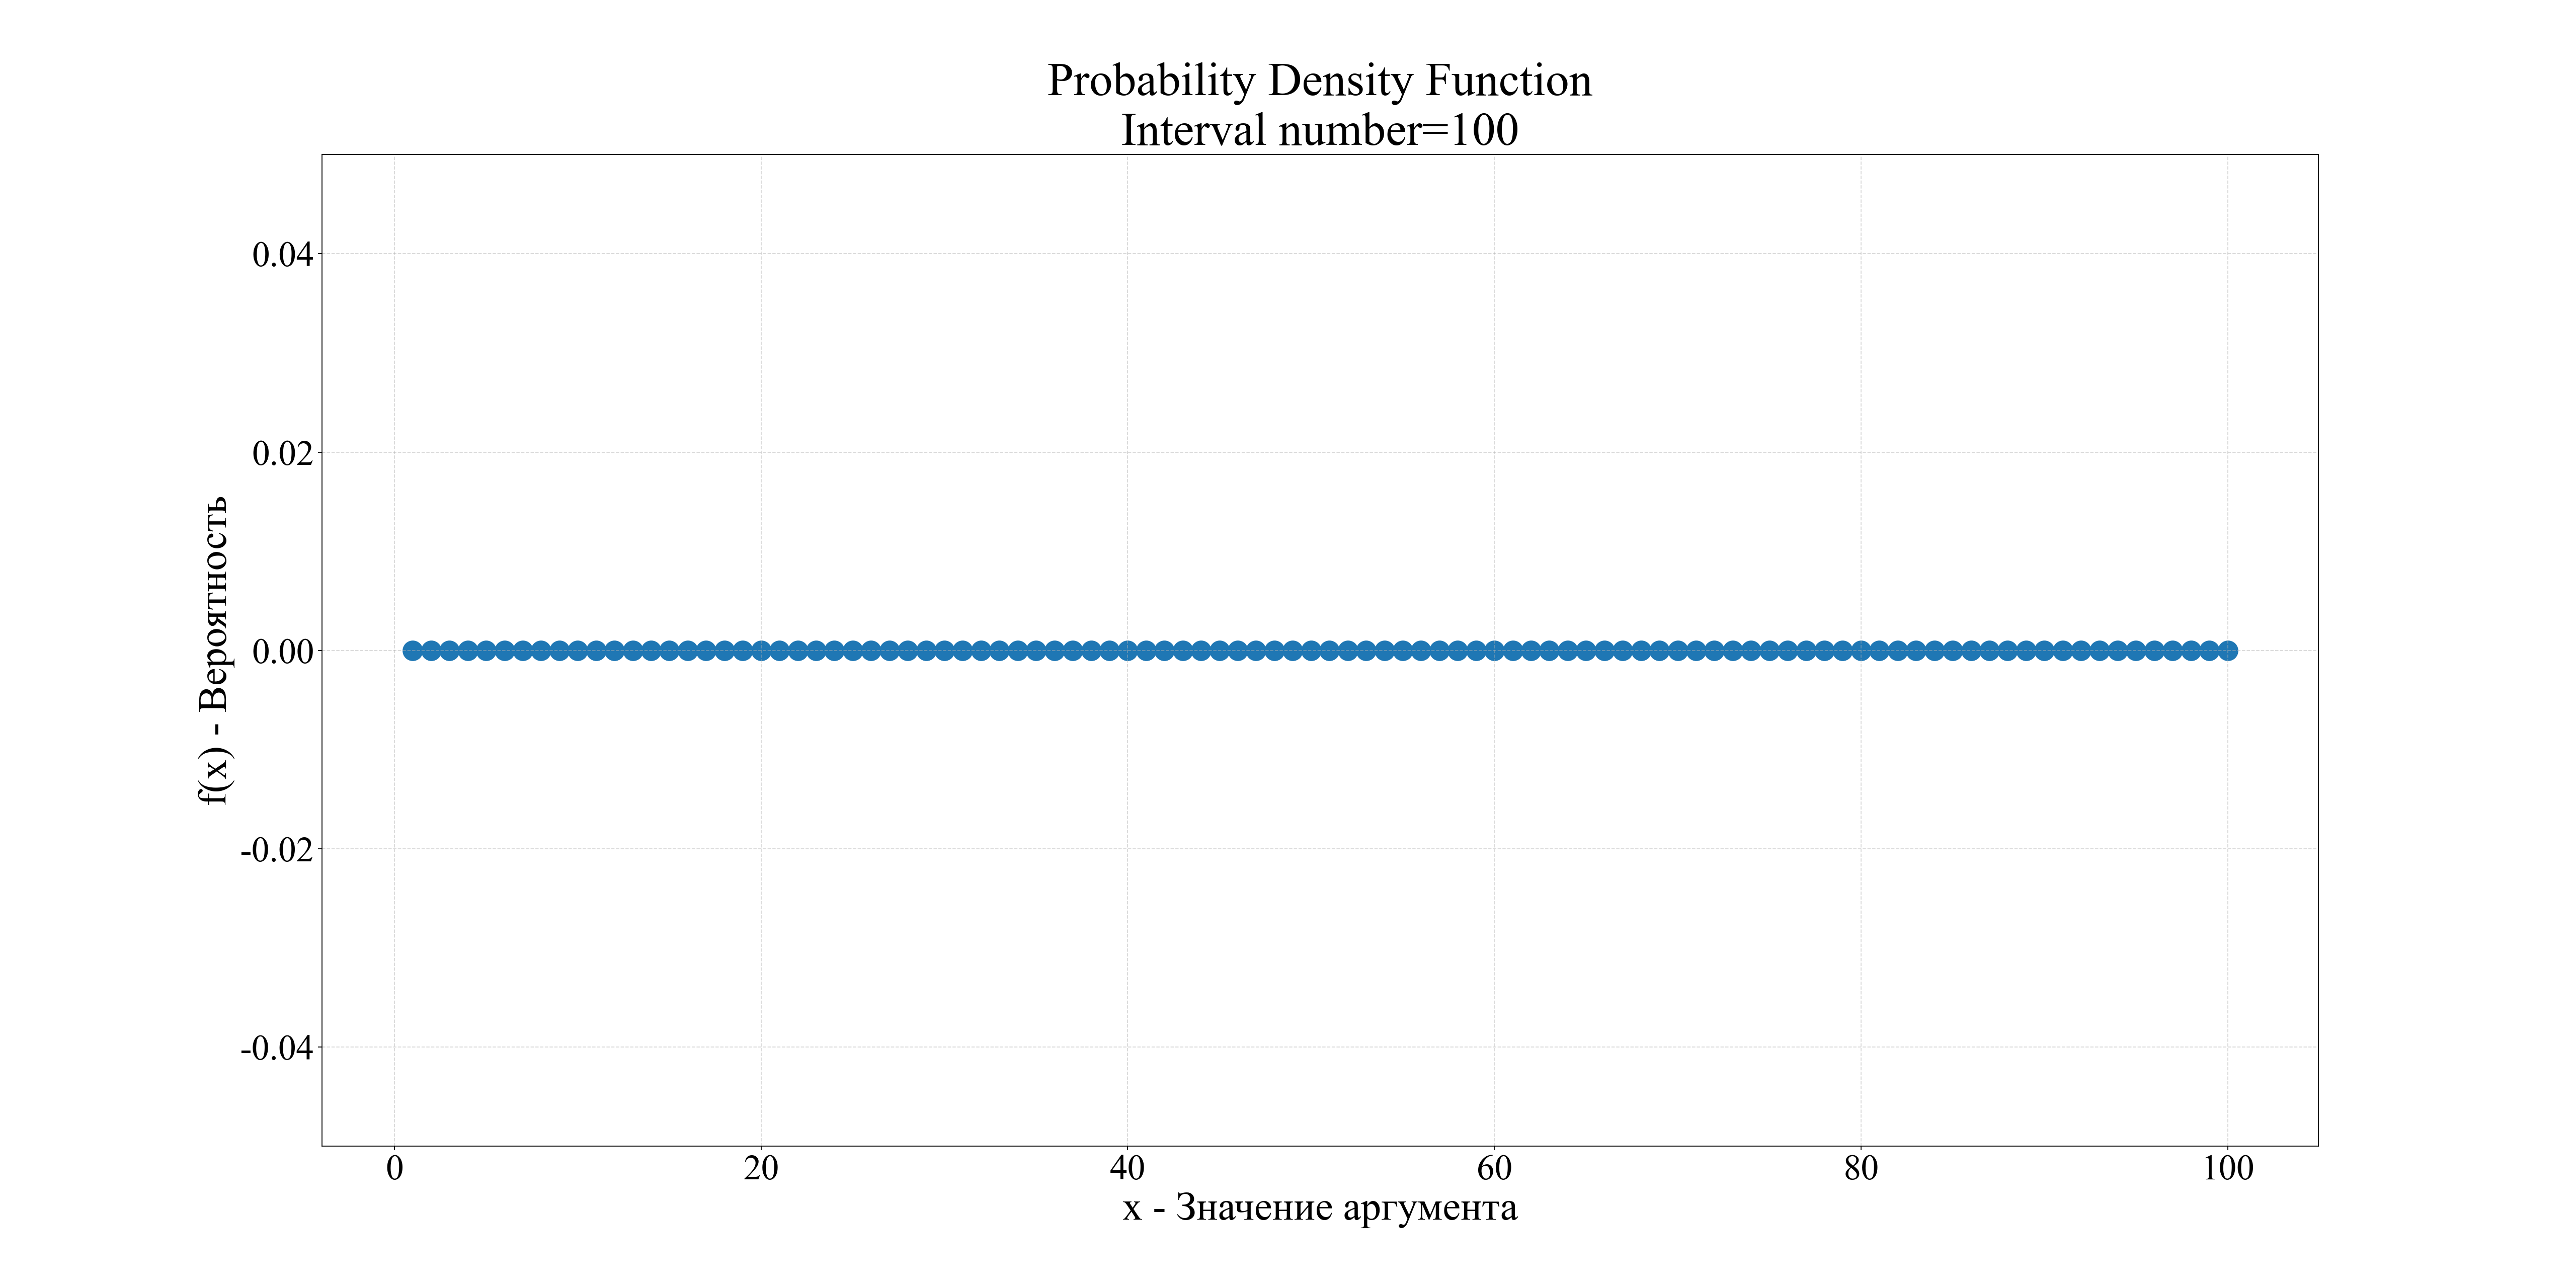 Probability Density Function
Interval number=100
f(x) - Вероятность
0.04
0.02
0.00
-0.02
-0.04
0 20 40 60 80 100
x - Значение аргумента